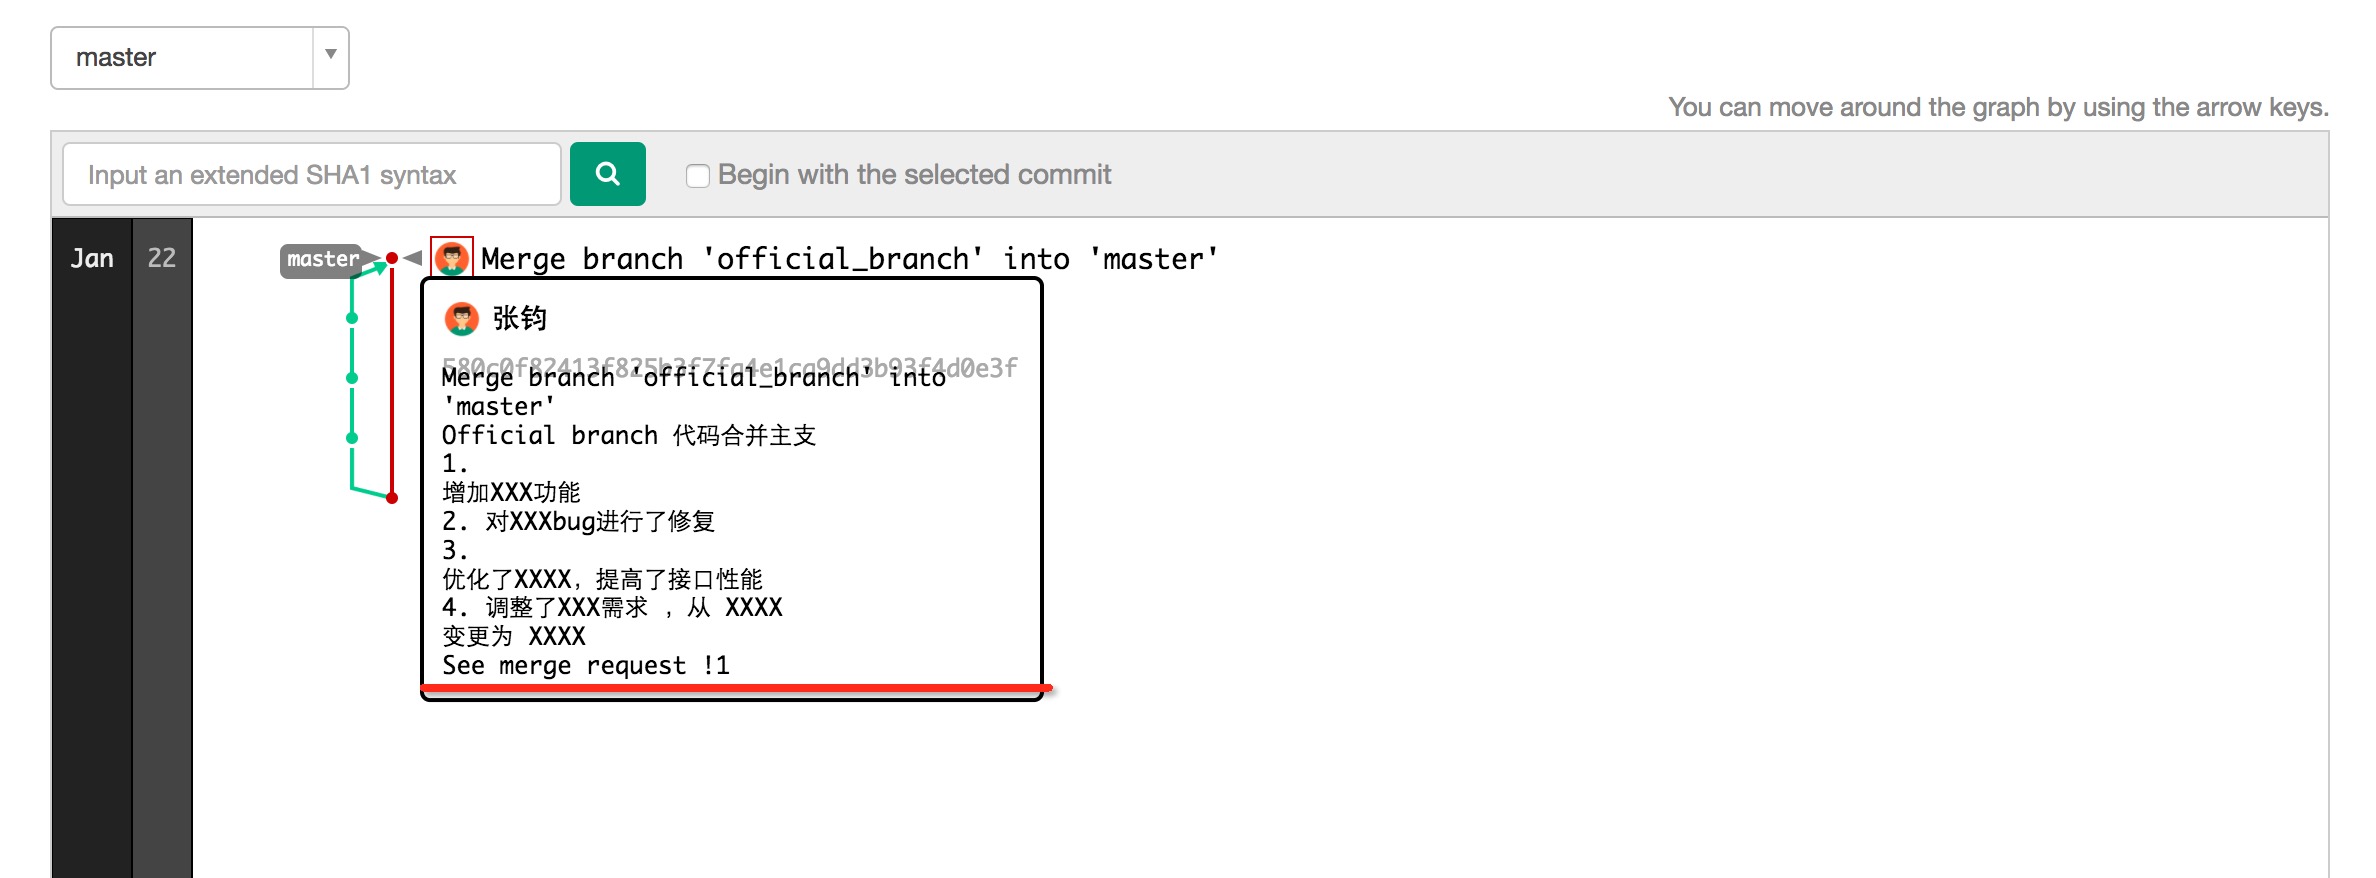 master
You can move around the graph by using the arrow keys.
Input an extended SHA1 syntax
Begin with the selected commit
Jan 22
master
Merge branch 'official_branch' into 'master'
张钧
Merge branch 'official_branch' into
'master'
Official branch 代码合并主支
1.
增加XXX功能
2. 对XXXbug进行了修复
3.
优化了XXXX，提高了接口性能
4. 调整了XXX需求 ，从 XXXX
变更为 XXXX
See merge request !1